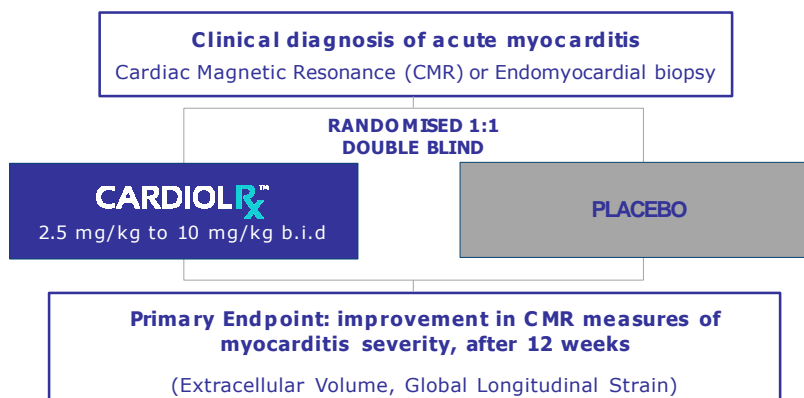 Clinical diagnosis of acute myocarditis
Cardiac Magnetic Resonance (CMR) or Endomyocardial biopsy
RANDOMISED 1:1
DOUBLE BLIND
CARDIOLRx™
2.5 mg/kg to 10 mg/kg b.i.d
PLACEBO
Primary Endpoint: improvement in CMR measures of
myocarditis severity, after 12 weeks
(Extracellular Volume, Global Longitudinal Strain)